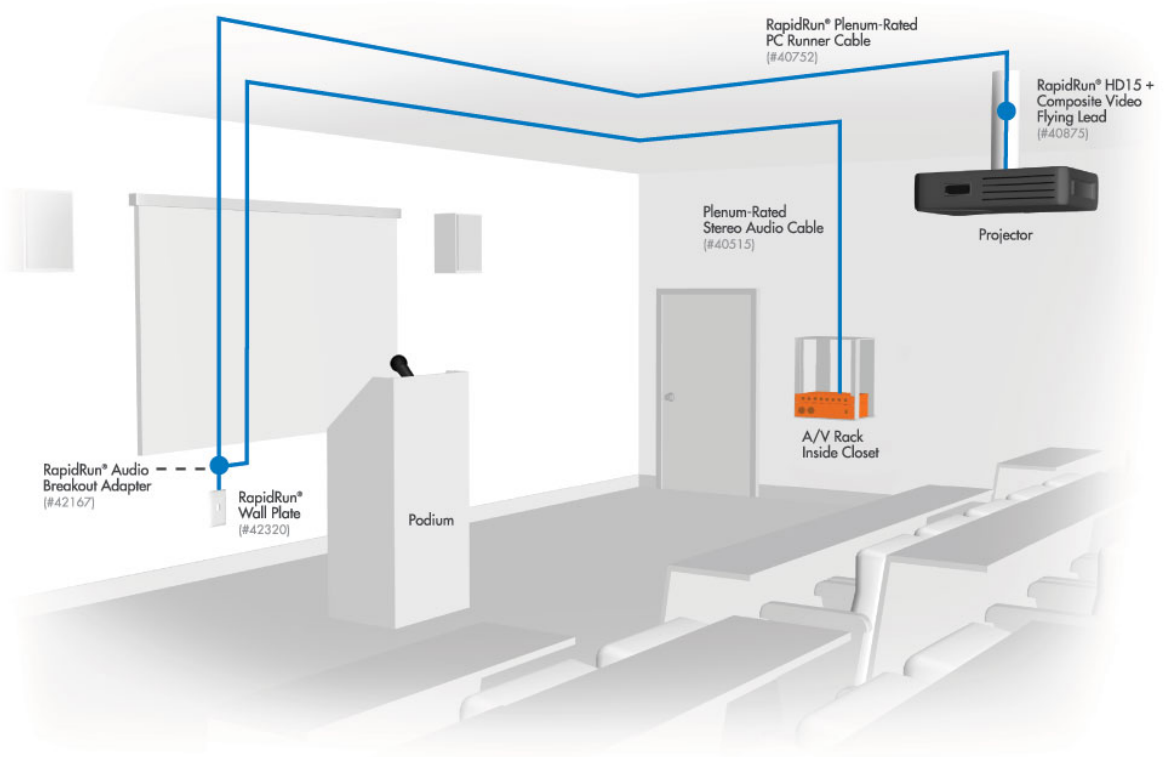 RapidRun® Plenum-Rated
PC Runner Cable
(#40752)
RapidRun® HD15 +
Composite Video
Flying Lead
(#40875)
Plenum-Rated
Stereo Audio Cable
(#40515)
Projector
A/V Rack
Inside Closet
RapidRun® Audio
Breakout Adapter
(#42167)
RapidRun®
Wall Plate
(#42320)
Podium